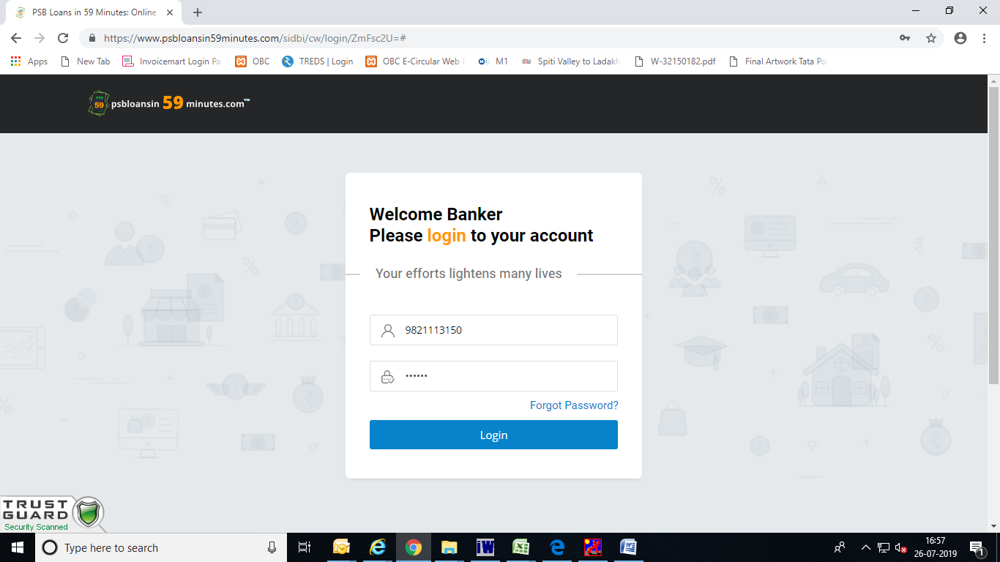 PSB Loans in 59 Minutes: Online
https://www.psbloansin59minutes.com/sidbi/cw/login/ZmFsc2U=#
Apps New Tab Invoicemart Login Pa OBC TREDS | Login OBC E-Circular Web P M1 Spiti Valley to Ladakh W-32150182.pdf Final Artwork Tata Po
PSB 59 psbloansin 59 minutes.com™
Welcome Banker
Please login to your account
Your efforts lightens many lives
9821113150
••••••
Forgot Password?
Login
TRUST
GUARD
Security Scanned
Type here to search
16:57
26-07-2019
1